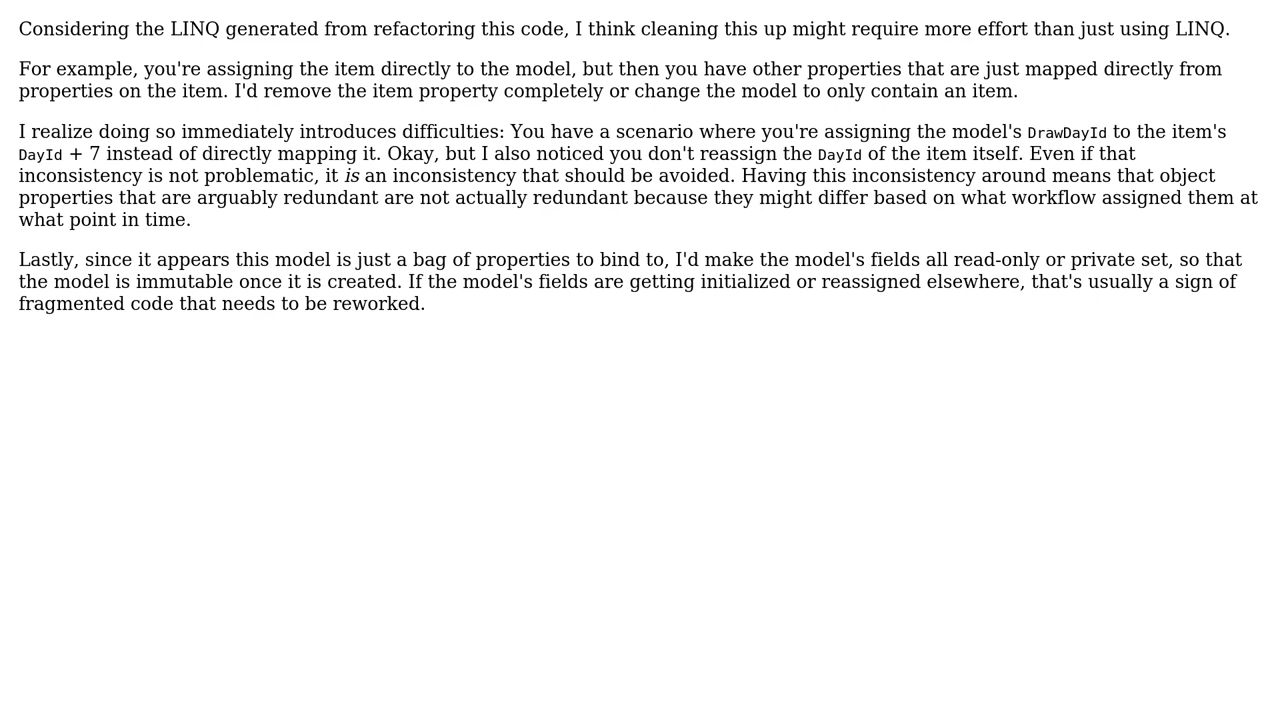 Considering the LINQ generated from refactoring this code, I think cleaning this up might require more effort than just using LINQ.
For example, you're assigning the item directly to the model, but then you have other properties that are just mapped directly from
properties on the item. I'd remove the item property completely or change the model to only contain an item.
I realize doing so immediately introduces difficulties: You have a scenario where you're assigning the model's DrawDayId to the item's
DayId + 7 instead of directly mapping it. Okay, but I also noticed you don't reassign the DayId of the item itself. Even if that
inconsistency is not problematic, it is an inconsistency that should be avoided. Having this inconsistency around means that object
properties that are arguably redundant are not actually redundant because they might differ based on what workflow assigned them at
what point in time.
Lastly, since it appears this model is just a bag of properties to bind to, I'd make the model's fields all read-only or private set, so that
the model is immutable once it is created. If the model's fields are getting initialized or reassigned elsewhere, that's usually a sign of
fragmented code that needs to be reworked.